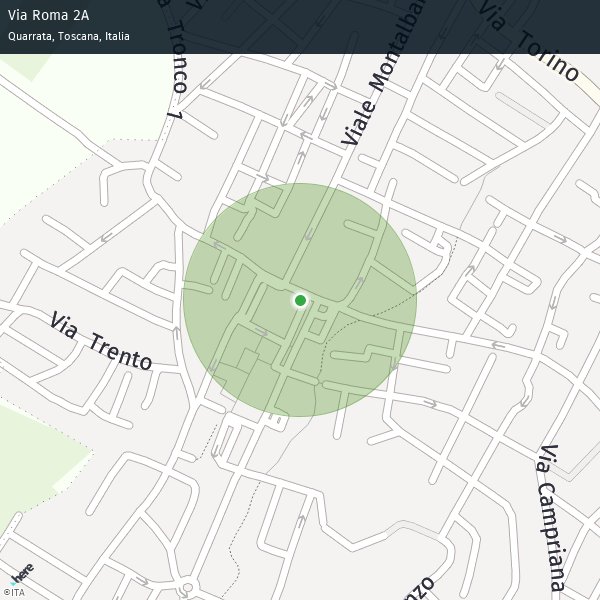 Via Roma 2A
Quarrata, Toscana, Italia
Tronco 1
Viale Montalba
Via Torino
Via Trento
Via Campriana
nzo
here
©ITA